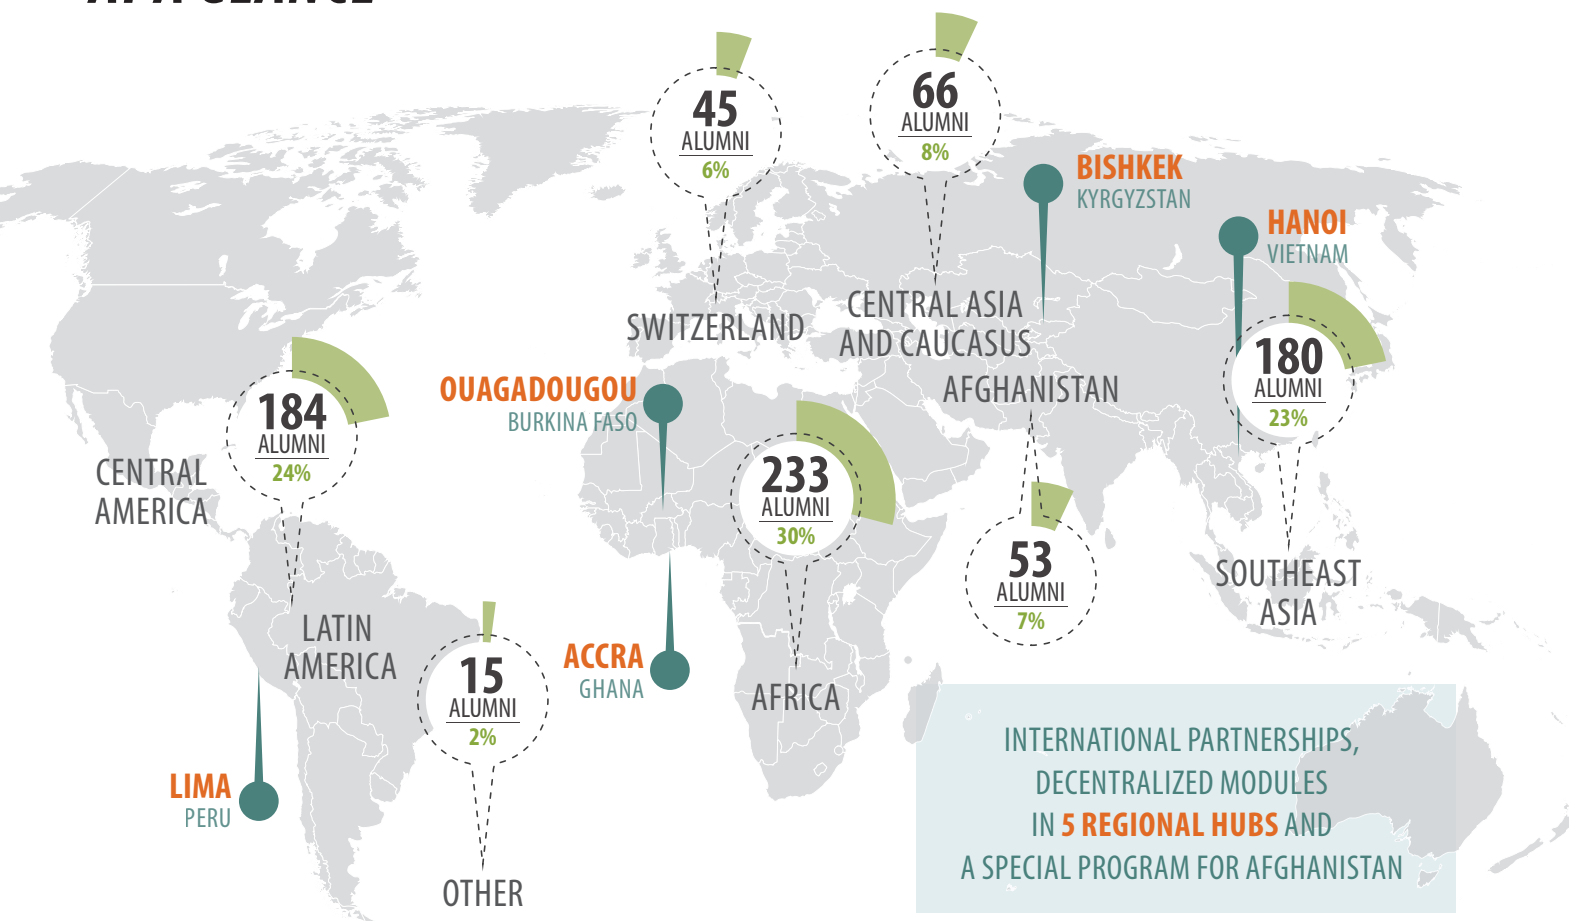 AT A GLANCE
45
ALUMNI
6%
SWITZERLAND
66
ALUMNI
8%
CENTRAL ASIA
AND CAUCASUS
BISHKEK
KYRGYZSTAN
HANOI
VIETNAM
180
ALUMNI
23%
SOUTHEAST
ASIA
184
ALUMNI
24%
CENTRAL
AMERICA
LATIN
AMERICA
OUAGADOUGOU
BURKINA FASO
233
ALUMNI
30%
AFRICA
AFGHANISTAN
53
ALUMNI
7%
15
ALUMNI
2%
OTHER
ACCRA
GHANA
LIMA
PERU
INTERNATIONAL PARTNERSHIPS,
DECENTRALIZED MODULES
IN 5 REGIONAL HUBS AND
A SPECIAL PROGRAM FOR AFGHANISTAN